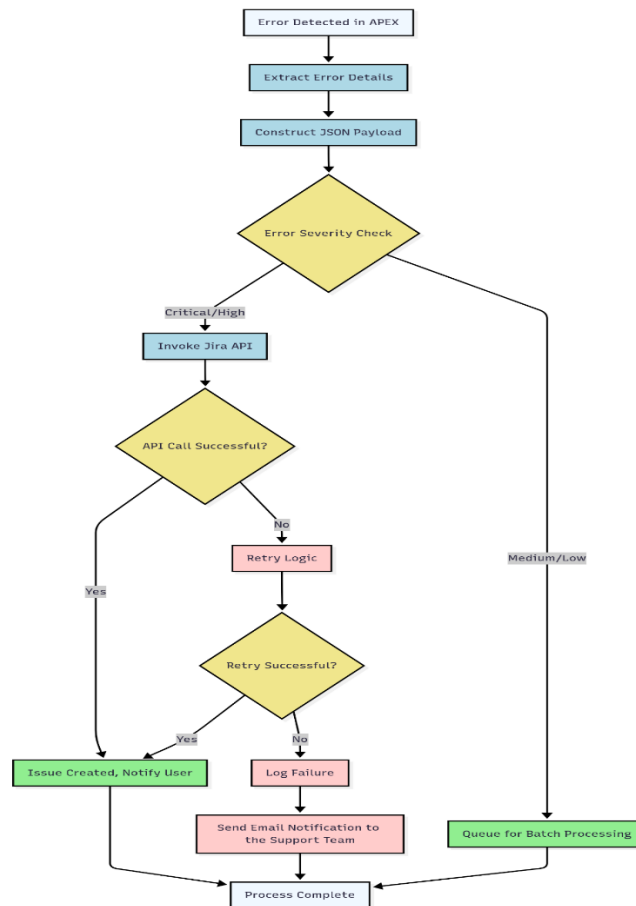 Error Detected in APEX
Extract Error Details
Construct JSON Payload
Error Severity Check
Critical/High
Invoke Jira API
API Call Successful?
No
Retry Logic
Medium/Low
Yes
Retry Successful?
Yes
No
Issue Created, Notify User
Log Failure
Send Email Notification to
the Support Team
Queue for Batch Processing
Process Complete